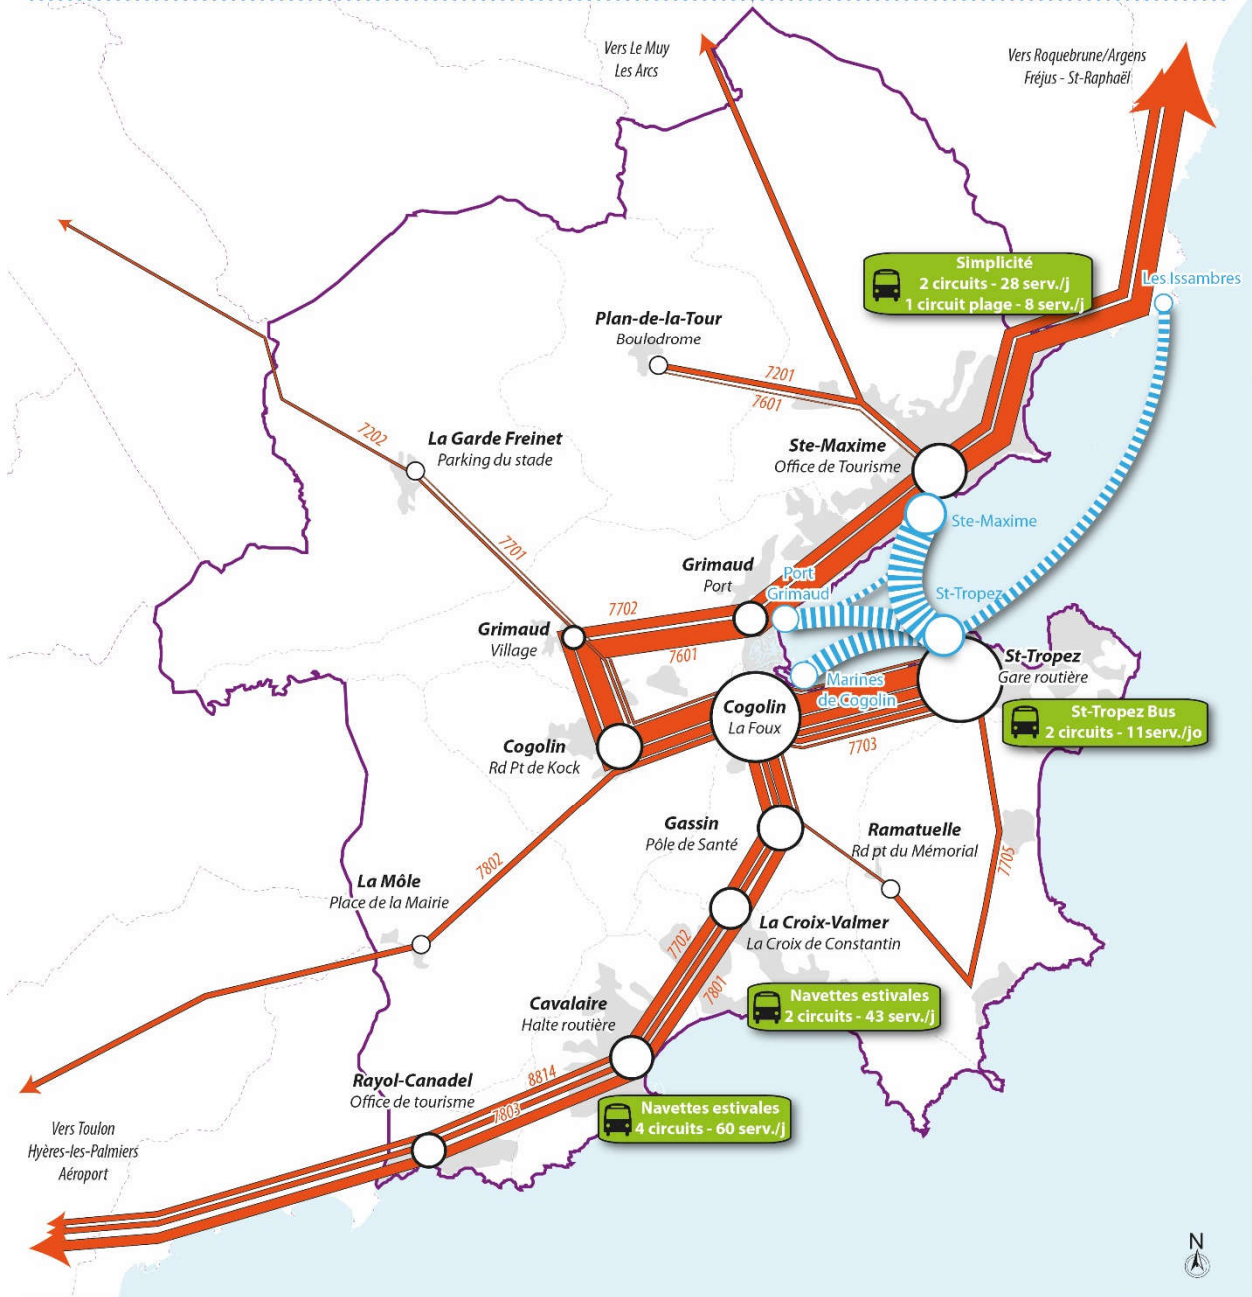 Vers Le Muy
Les Arcs
Vers Roquebrune/Argens
Fréjus - St-Raphaël
Simplicité
2 circuits - 28 serv./j
1 circuit plage - 8 serv./j
Les Issambres
Plan-de-la-Tour
Boulodrome
7201
7601
7202
La Garde Freinet
Parking du stade
Ste-Maxime
Office de Tourisme
Ste-Maxime
7701
Grimaud
Port
Port
Grimaud
St-Tropez
7702
Grimaud
Village
7601
St-Tropez
Gare routière
Marines
de Cogolin
Cogolin
La Foux
St-Tropez Bus
2 circuits - 11serv./jo
Cogolin
Rd Pt de Kock
7703
Gassin
Pôle de Santé
Ramatuelle
Rd pt du Mémorial
7705
7802
La Môle
Place de la Mairie
La Croix-Valmer
La Croix de Constantin
7702
7801
Navettes estivales
2 circuits - 43 serv./j
Cavalaire
Halte routière
8814
Rayol-Canadel
Office de tourisme
7803
Navettes estivales
4 circuits - 60 serv./j
Vers Toulon
Hyères-les-Palmiers
Aéroport
N